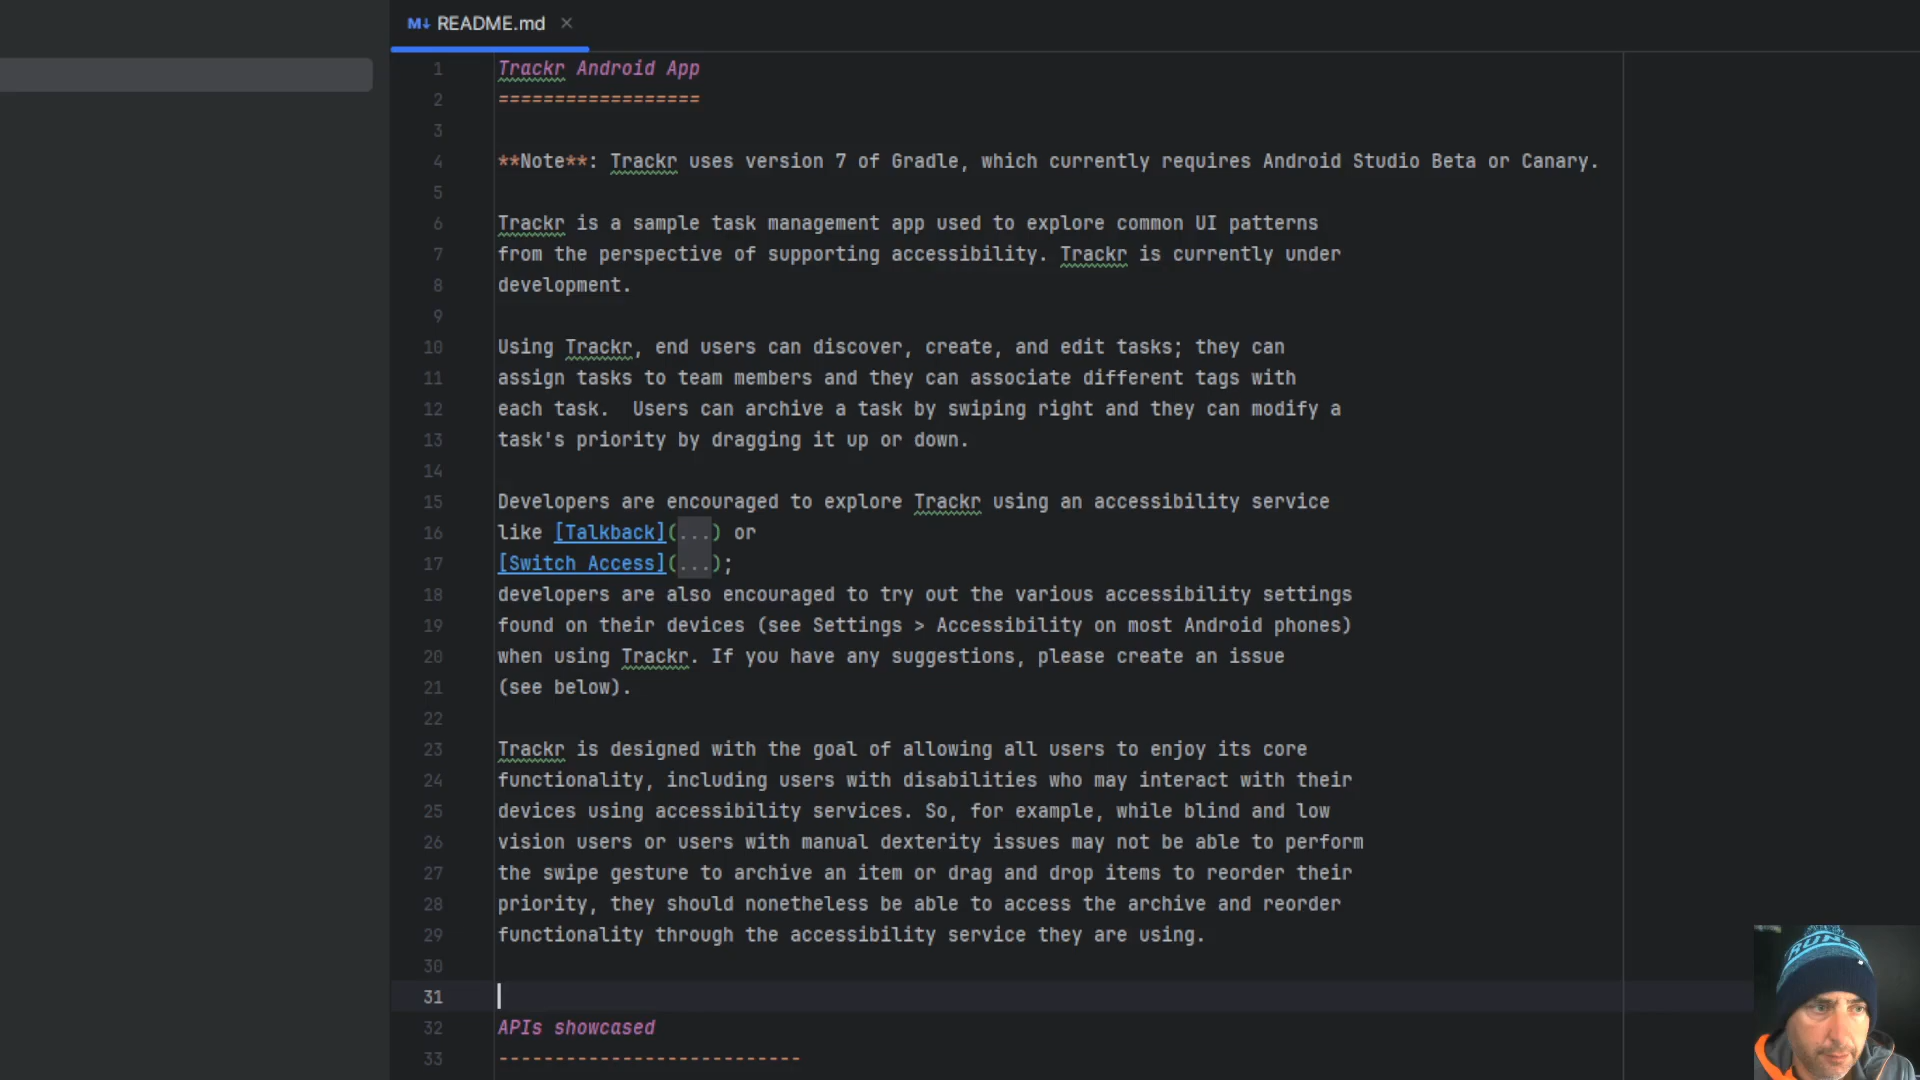 M↓ README.md ×
1 Trackr Android App
2 ==================
3
4 **Note**: Trackr uses version 7 of Gradle, which currently requires Android Studio Beta or Canary.
5
6 Trackr is a sample task management app used to explore common UI patterns
7 from the perspective of supporting accessibility. Trackr is currently under
8 development.
9
10 Using Trackr, end users can discover, create, and edit tasks; they can
11 assign tasks to team members and they can associate different tags with
12 each task.  Users can archive a task by swiping right and they can modify a
13 task's priority by dragging it up or down.
14
15 Developers are encouraged to explore Trackr using an accessibility service
16 like [Talkback](...) or
17 [Switch Access](...);
18 developers are also encouraged to try out the various accessibility settings
19 found on their devices (see Settings > Accessibility on most Android phones)
20 when using Trackr. If you have any suggestions, please create an issue
21 (see below).
22
23 Trackr is designed with the goal of allowing all users to enjoy its core
24 functionality, including users with disabilities who may interact with their
25 devices using accessibility services. So, for example, while blind and low
26 vision users or users with manual dexterity issues may not be able to perform
27 the swipe gesture to archive an item or drag and drop items to reorder their
28 priority, they should nonetheless be able to access the archive and reorder
29 functionality through the accessibility service they are using.
30
31
32 APIs showcased
33 ---------------------------